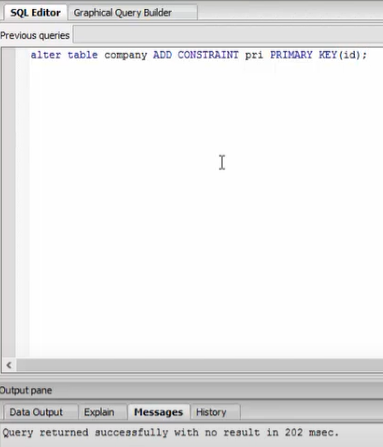 SQL Editor Graphical Query Builder
Previous queries
alter table company ADD CONSTRAINT pri PRIMARY KEY(id);
Output pane
Data Output Explain Messages History
Query returned successfully with no result in 202 msec.